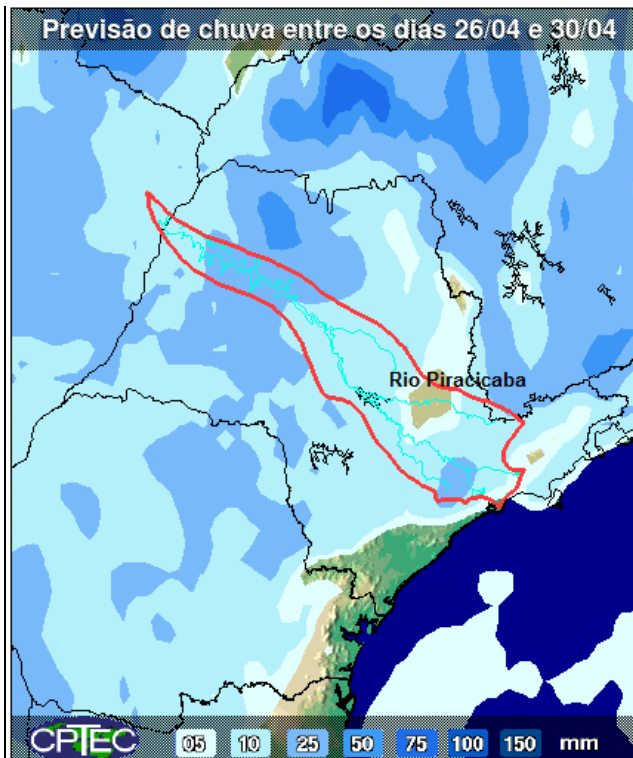 Previsão de chuva entre os dias 26/04 e 30/04
Rio Piracicaba
CPTEC 05 10 25 50 75 100 150 mm